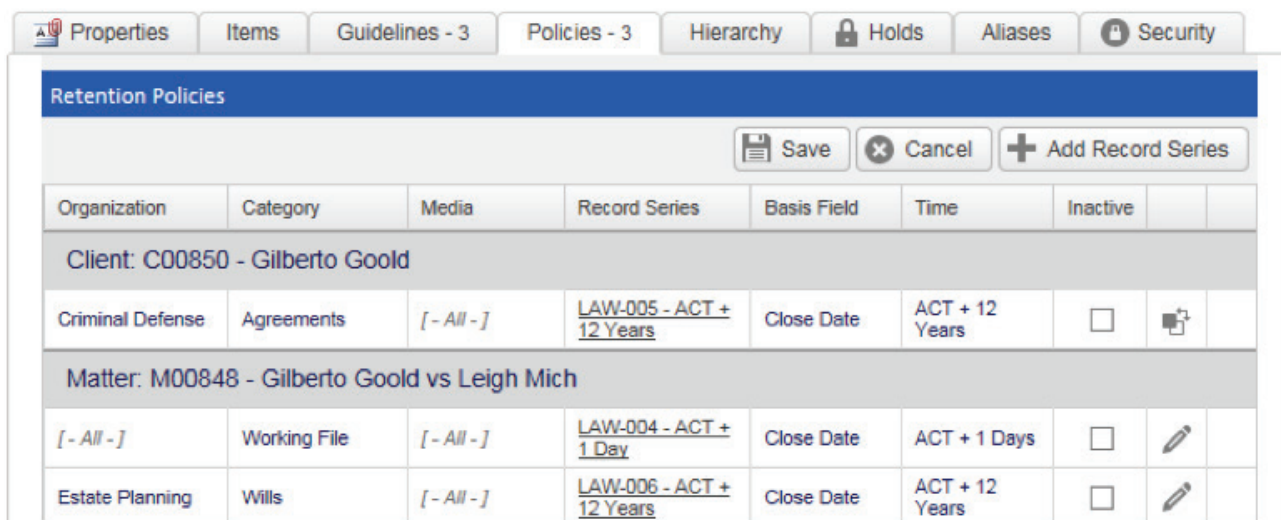 Properties Items Guidelines - 3 Policies - 3 Hierarchy Holds Aliases Security
Retention Policies
Save Cancel Add Record Series
Organization Category Media Record Series Basis Field Time Inactive
Client: C00850 - Gilberto Goold
Criminal Defense Agreements [ - All - ] LAW-005 - ACT + 12 Years Close Date ACT + 12 Years
Matter: M00848 - Gilberto Goold vs Leigh Mich
[ - All - ] Working File [ - All - ] LAW-004 - ACT + 1 Day Close Date ACT + 1 Days
Estate Planning Wills [ - All - ] LAW-006 - ACT + 12 Years Close Date ACT + 12 Years